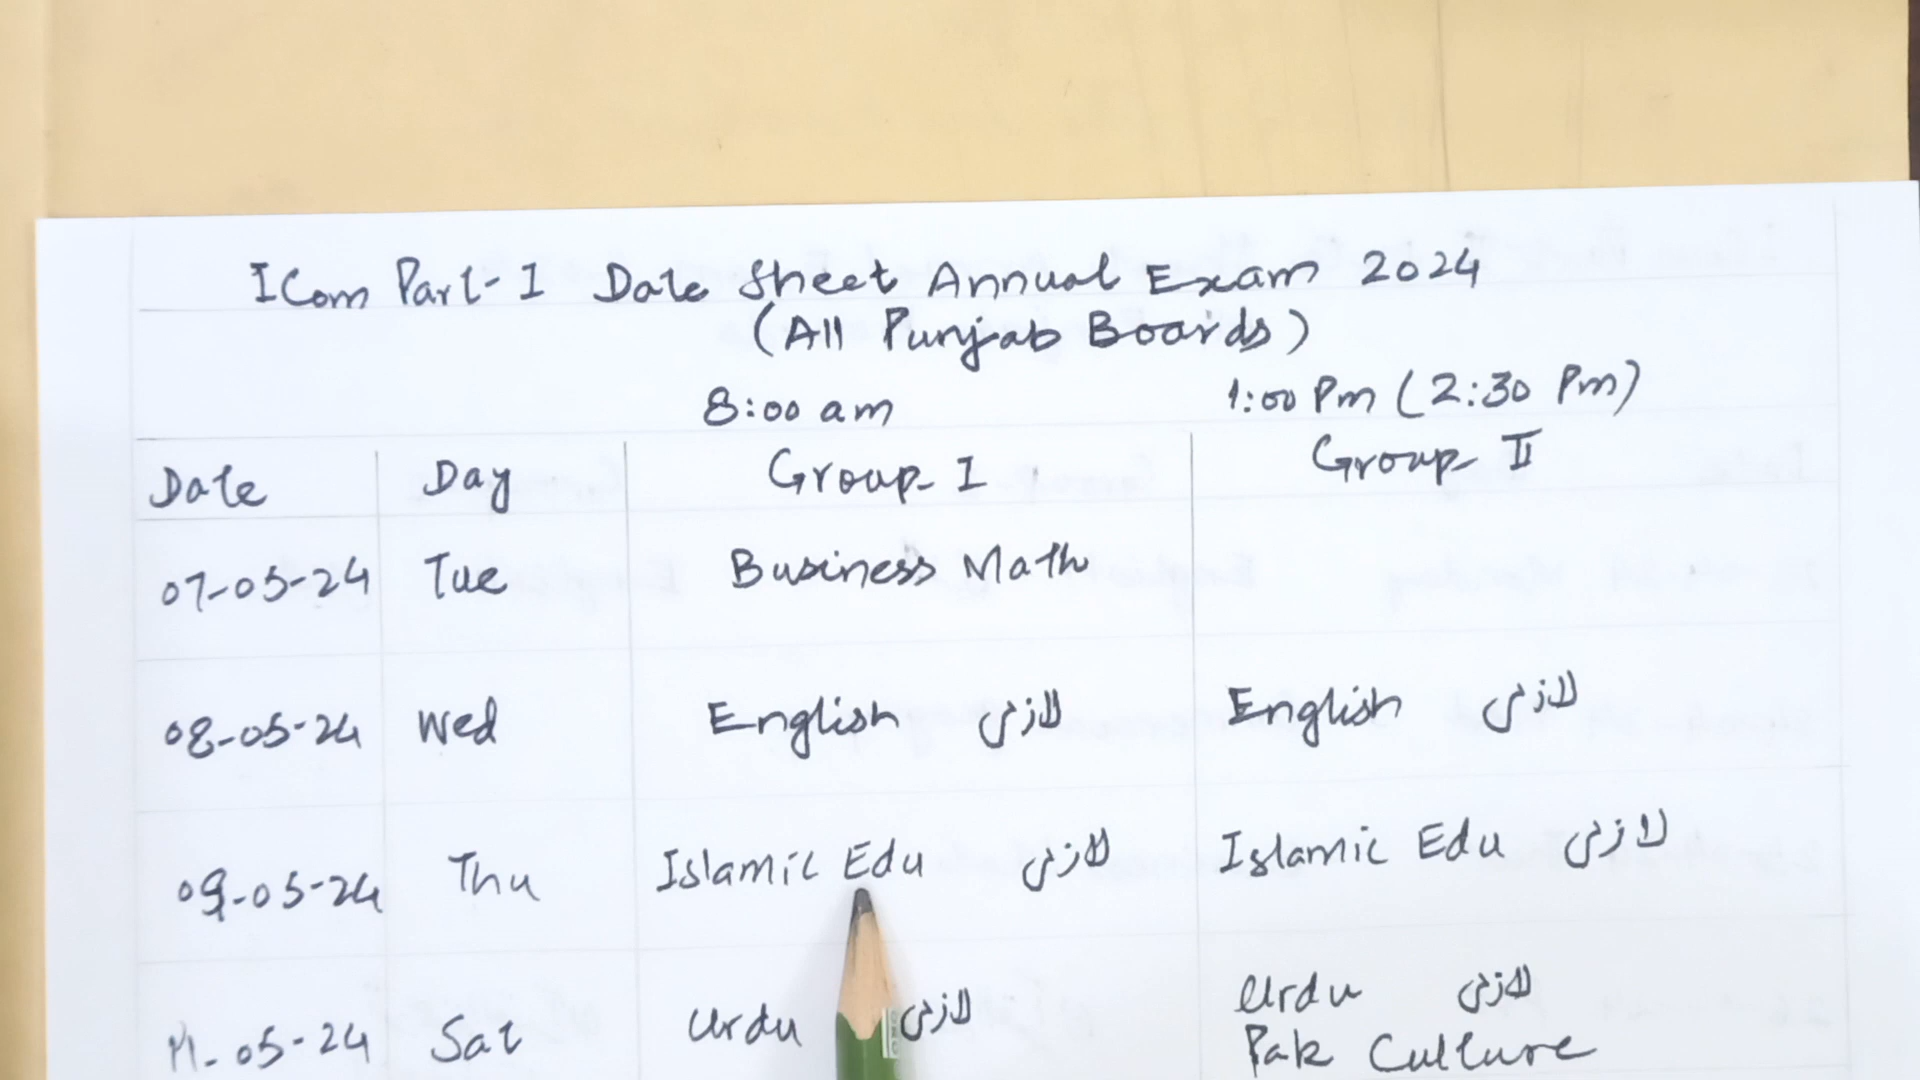 ICom Part-I Date Sheet Annual Exam 2024
(All Punjab Boards)
8:00 am 1:00 Pm (2:30 Pm)
Date Day Group I Group II
07-05-24 Tue Business Math
08-05-24 Wed English لازمی English لازمی
09-05-24 Thu Islamic Edu لازمی Islamic Edu لازمی
11-05-24 Sat Urdu لازمی Urdu لازمی
Pak Culture